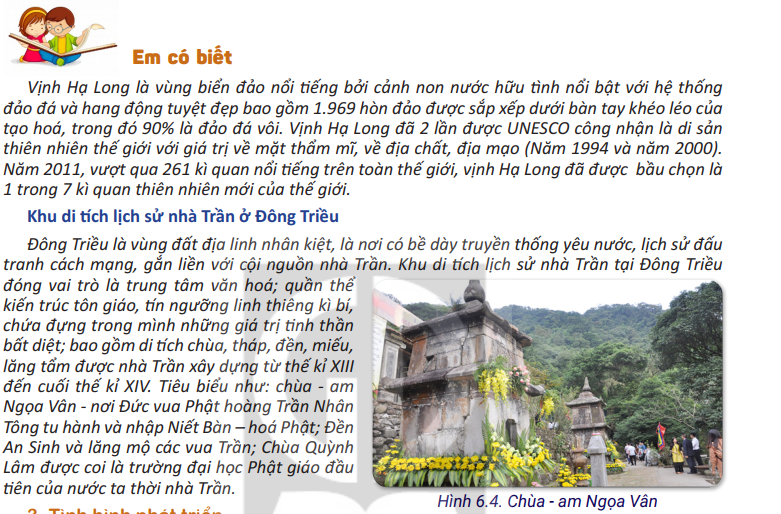 Em có biết
Vịnh Hạ Long là vùng biển đảo nổi tiếng bởi cảnh non nước hữu tình nổi bật với hệ thống
đảo đá và hang động tuyệt đẹp bao gồm 1.969 hòn đảo được sắp xếp dưới bàn tay khéo léo của
tạo hoá, trong đó 90% là đảo đá vôi. Vịnh Hạ Long đã 2 lần được UNESCO công nhận là di sản
thiên nhiên thế giới với giá trị về mặt thẩm mĩ, về địa chất, địa mạo (Năm 1994 và năm 2000).
Năm 2011, vượt qua 261 kì quan nổi tiếng trên toàn thế giới, vịnh Hạ Long đã được bầu chọn là
1 trong 7 kì quan thiên nhiên mới của thế giới.
Khu di tích lịch sử nhà Trần ở Đông Triều
Đông Triều là vùng đất địa linh nhân kiệt, là nơi có bề dày truyền thống yêu nước, lịch sử đấu
tranh cách mạng, gắn liền với cội nguồn nhà Trần. Khu di tích lịch sử nhà Trần tại Đông Triều
đóng vai trò là trung tâm văn hoá; quần thể
kiến trúc tôn giáo, tín ngưỡng linh thiêng kì bí,
chứa đựng trong mình những giá trị tinh thần
bất diệt; bao gồm di tích chùa, tháp, đền, miếu,
lăng tẩm được nhà Trần xây dựng từ thế kỉ XIII
đến cuối thế kỉ XIV. Tiêu biểu như: chùa - am
Ngọa Vân - nơi Đức vua Phật hoàng Trần Nhân
Tông tu hành và nhập Niết Bàn – hoá Phật; Đền
An Sinh và lăng mộ các vua Trần; Chùa Quỳnh
Lâm được coi là trường đại học Phật giáo đầu
tiên của nước ta thời nhà Trần.
Hình 6.4. Chùa - am Ngọa Vân
2. Tình hình phát triển